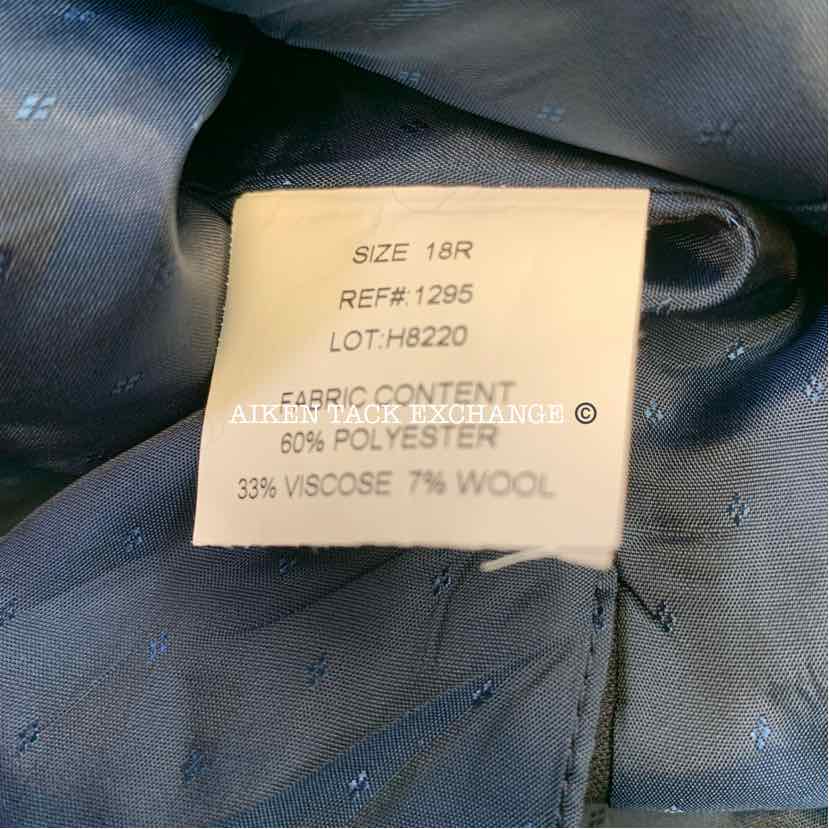 SIZE 18R
REF#:1295
LOT:H8220
FABRIC CONTENT
AIKEN TACK EXCHANGE ©
60% POLYESTER
33% VISCOSE 7% WOOL